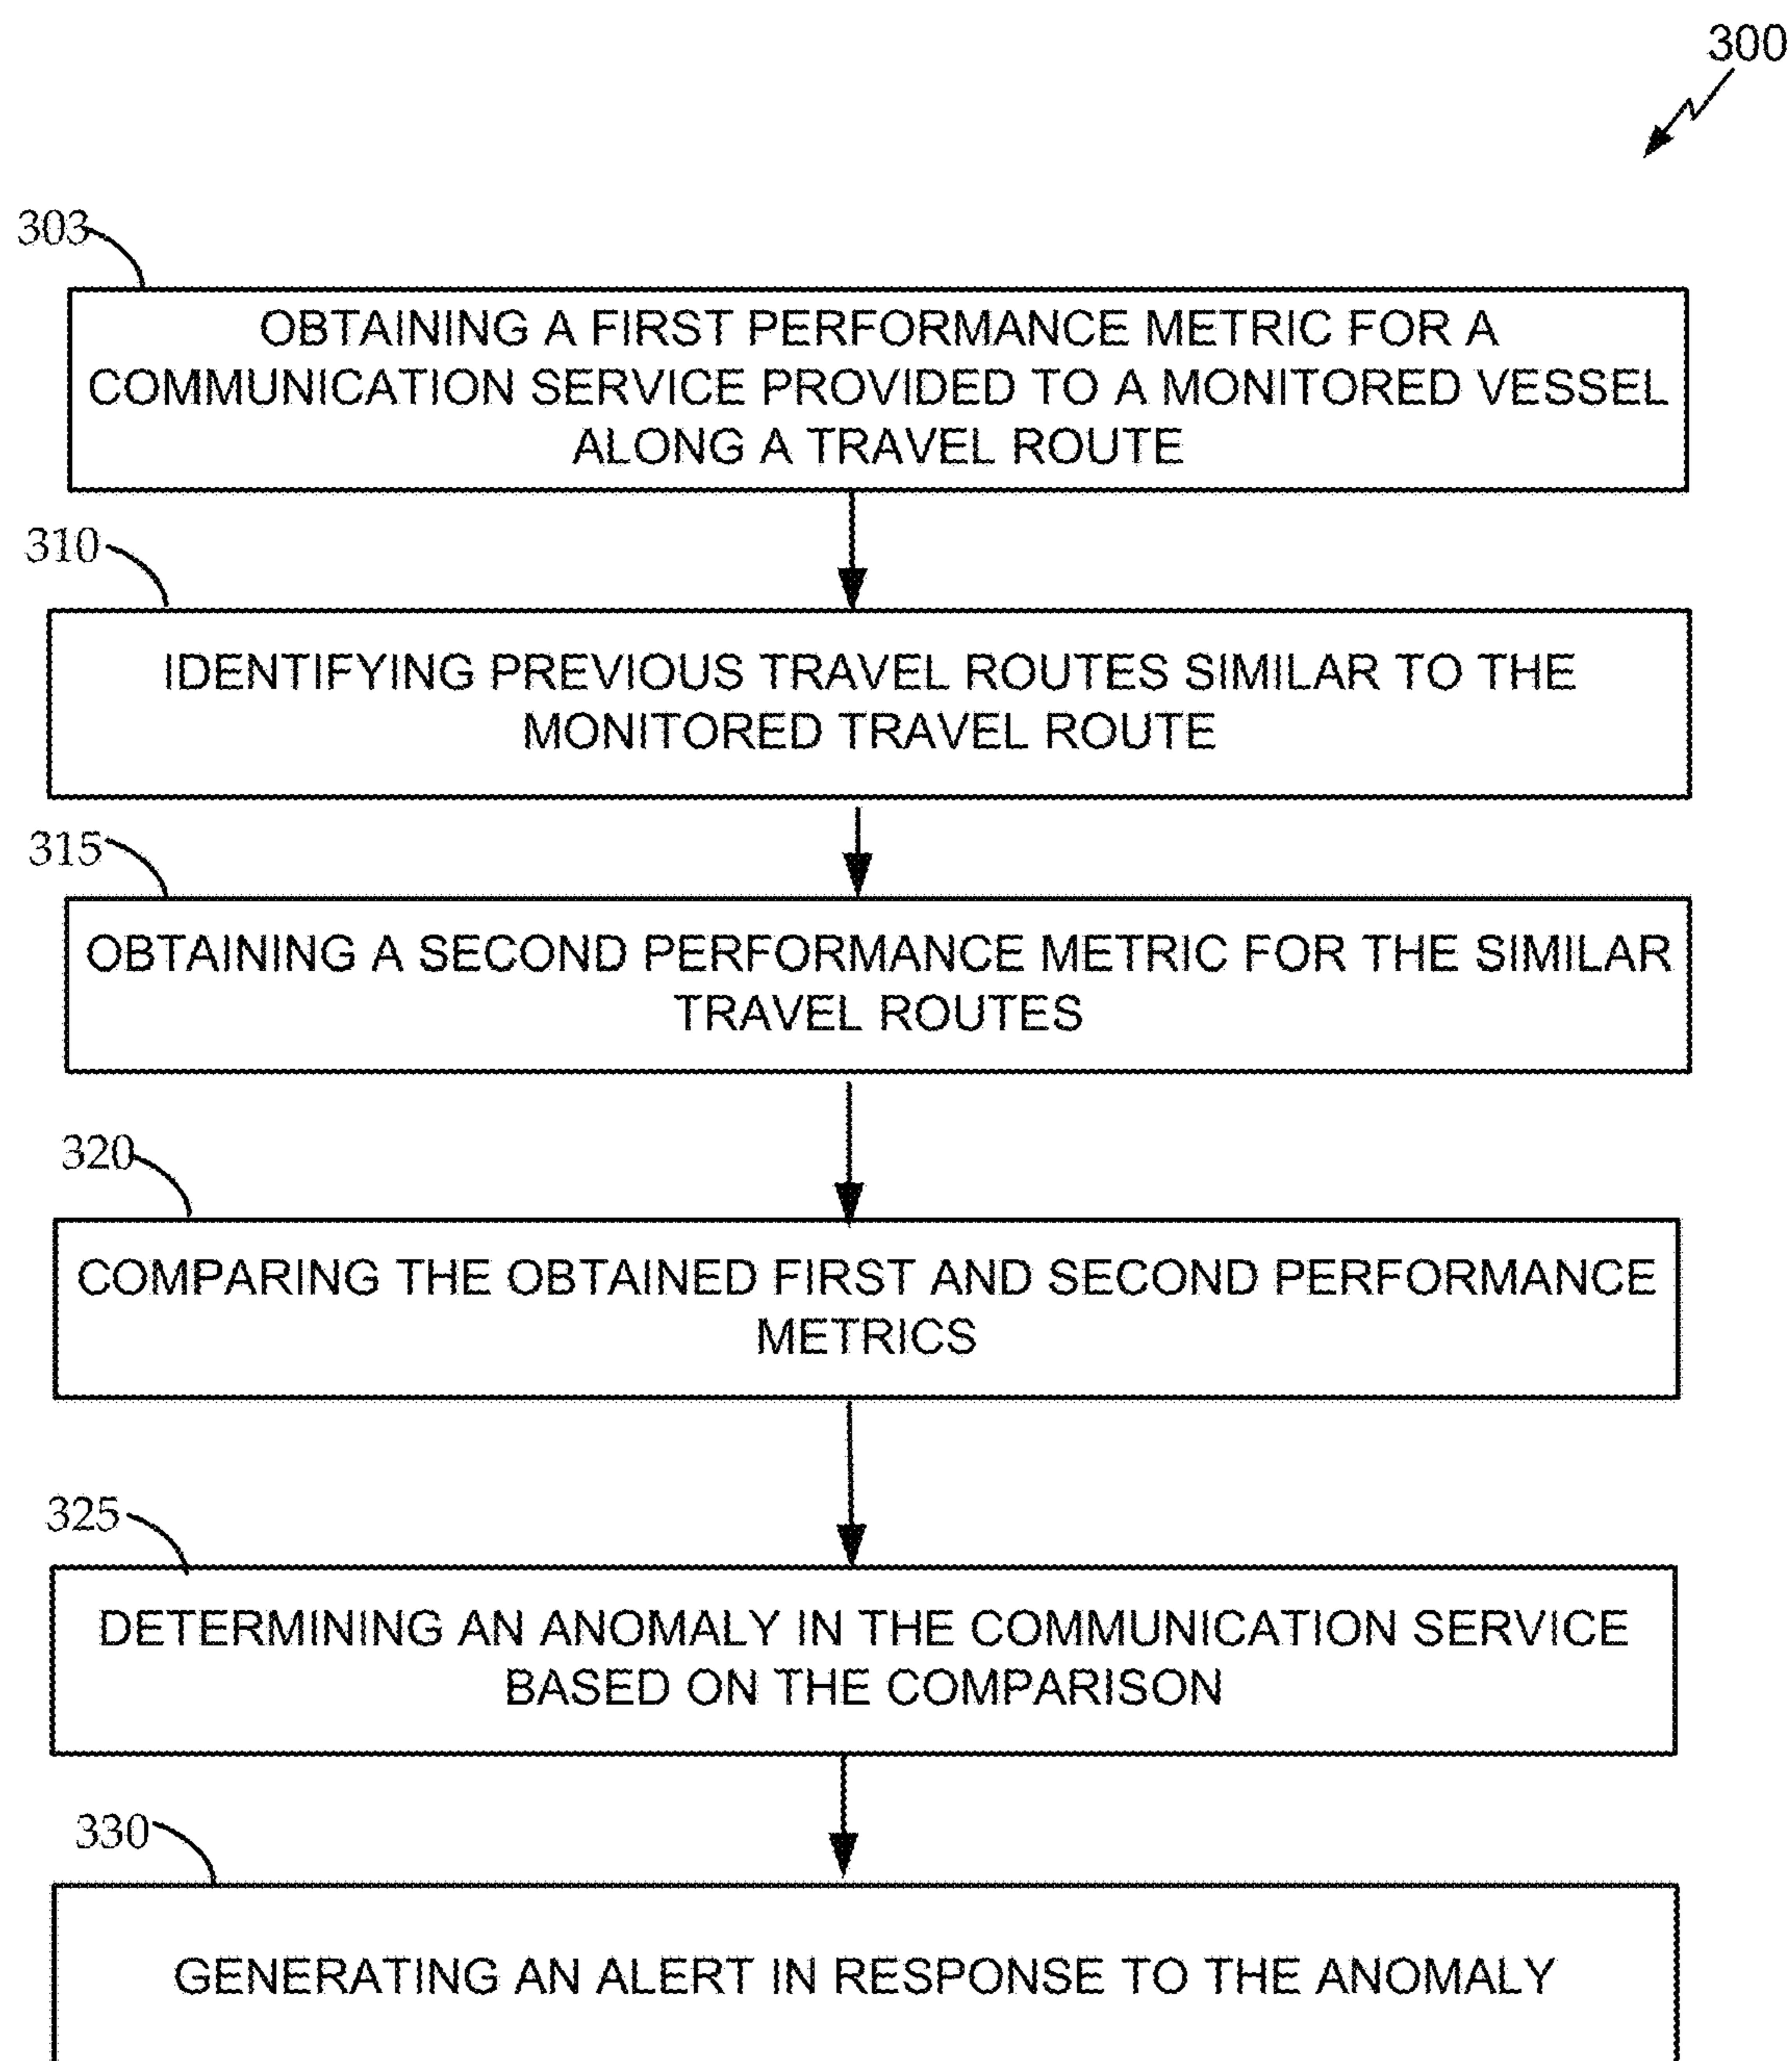 300
303
OBTAINING A FIRST PERFORMANCE METRIC FOR A
COMMUNICATION SERVICE PROVIDED TO A MONITORED VESSEL
ALONG A TRAVEL ROUTE
310
IDENTIFYING PREVIOUS TRAVEL ROUTES SIMILAR TO THE
MONITORED TRAVEL ROUTE
315
OBTAINING A SECOND PERFORMANCE METRIC FOR THE SIMILAR
TRAVEL ROUTES
320
COMPARING THE OBTAINED FIRST AND SECOND PERFORMANCE
METRICS
325
DETERMINING AN ANOMALY IN THE COMMUNICATION SERVICE
BASED ON THE COMPARISON
330
GENERATING AN ALERT IN RESPONSE TO THE ANOMALY